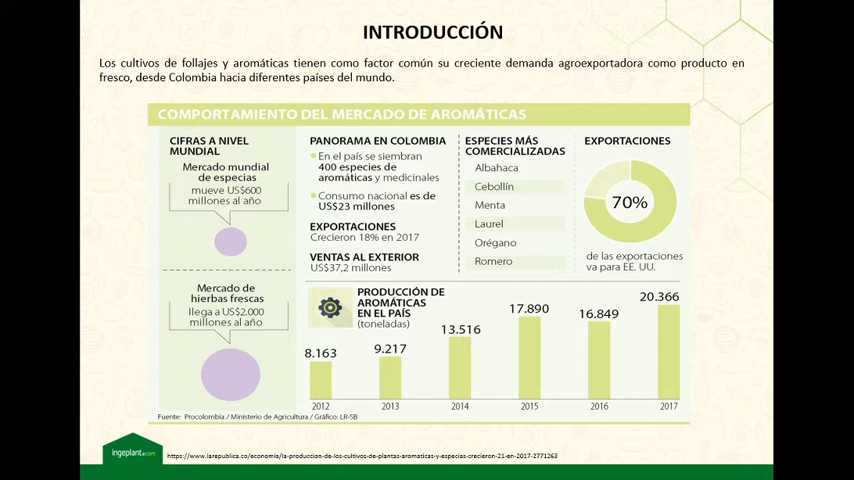 INTRODUCCIÓN
Los cultivos de follajes y aromáticas tienen como factor común su creciente demanda agroexportadora como producto en
fresco, desde Colombia hacia diferentes países del mundo.
COMPORTAMIENTO DEL MERCADO DE AROMÁTICAS
CIFRAS A NIVEL
MUNDIAL
Mercado mundial
de especias
mueve US$600
millones al año
Mercado de
hierbas frescas
llega a US$2.000
millones al año
PANORAMA EN COLOMBIA
En el país se siembran
400 especies de
aromáticas y medicinales
Consumo nacional es de
US$23 millones
EXPORTACIONES
Crecieron 18% en 2017
VENTAS AL EXTERIOR
US$37,2 millones
ESPECIES MÁS
COMERCIALIZADAS
Albahaca
Cebollín
Menta
Laurel
Orégano
Romero
EXPORTACIONES
70%
de las exportaciones
va para EE. UU.
PRODUCCIÓN DE
AROMÁTICAS
EN EL PAÍS
(toneladas)
8.163
9.217
13.516
17.890
16.849
20.366
2012
2013
2014
2015
2016
2017
Fuente: Procolombia / Ministerio de Agricultura / Gráfico: LR-SB
ingeplant.com
https://www.larepublica.co/economia/la-produccion-de-los-cultivos-de-plantas-aromaticas-y-especias-crecieron-21-en-2017-2771263